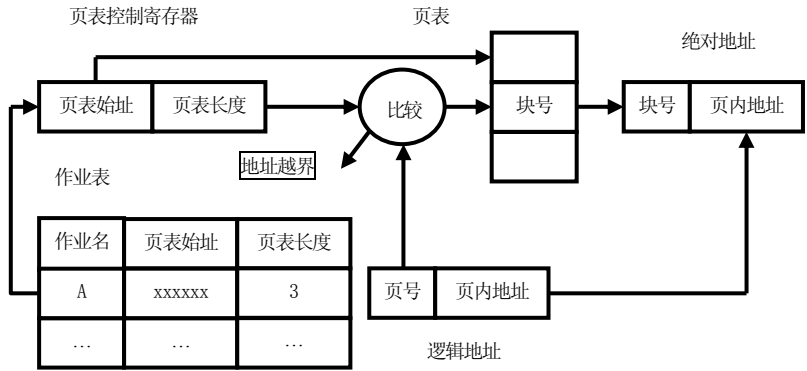 页表控制寄存器 页表
绝对地址
页表始址 页表长度 比较 块号 块号 页内地址
地址越界
作业表
作业名 页表始址 页表长度
A xxxxxx 3 页号 页内地址
… … …
逻辑地址